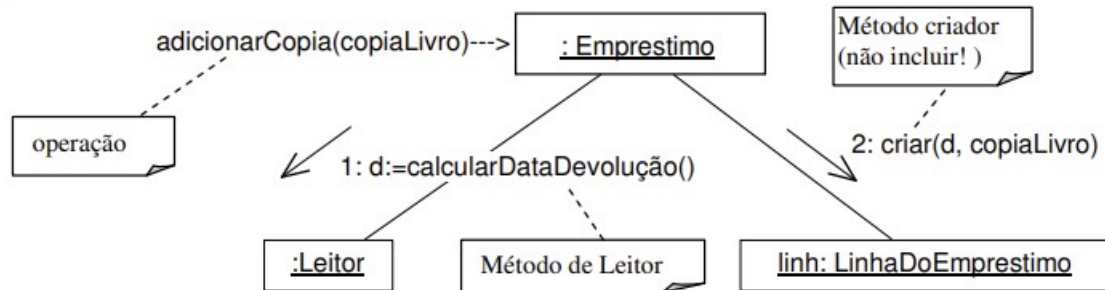 adicionarCopia(copiaLivro)--->
: Emprestimo
Método criador
(não incluir! )
operação
1: d:=calcularDataDevolução()
2: criar(d, copiaLivro)
:Leitor
Método de Leitor
linh: LinhaDoEmprestimo